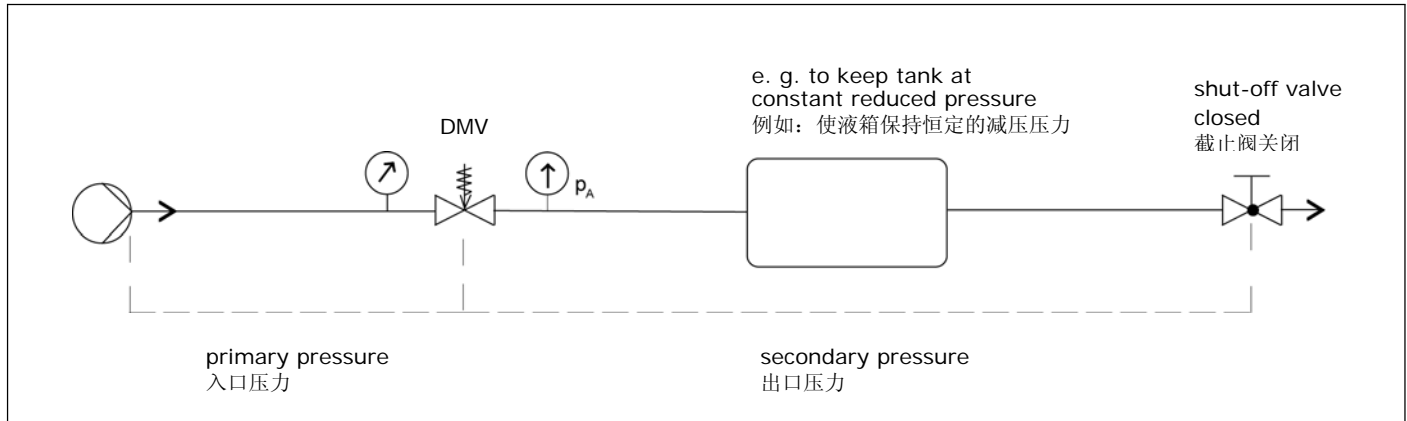 e. g. to keep tank at
constant reduced pressure
例如：使液箱保持恒定的减压压力
shut-off valve
closed
截止阀关闭
DMV
pA
primary pressure
入口压力
secondary pressure
出口压力